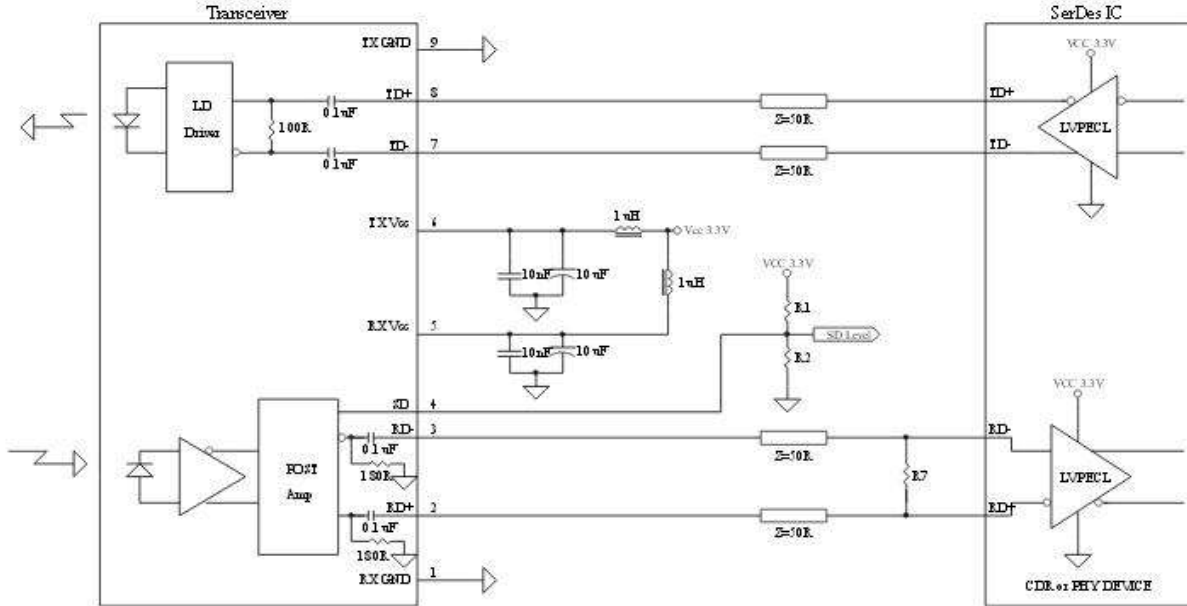 Transceiver
SerDes IC
TX GND 9
VCC 3.3V
LD
Driver
100R
0.1uF
TD+ 8
Z=50R
TD+
LVPECL
0.1uF
TD- 7
Z=50R
TD-
TX Vcc 6
1uH
Vcc 3.3V
10nF
10uF
1uH
VCC 3.3V
R1
SD Level
R2
RX Vcc 5
10nF
10uF
SD 4
VCC 3.3V
RD- 3
0.1uF
180R
Z=50R
RD-
POST
Amp
R7
LVPECL
RD+ 2
0.1uF
180R
Z=50R
RD+
RX GND 1
CDR or PHY DEVICE